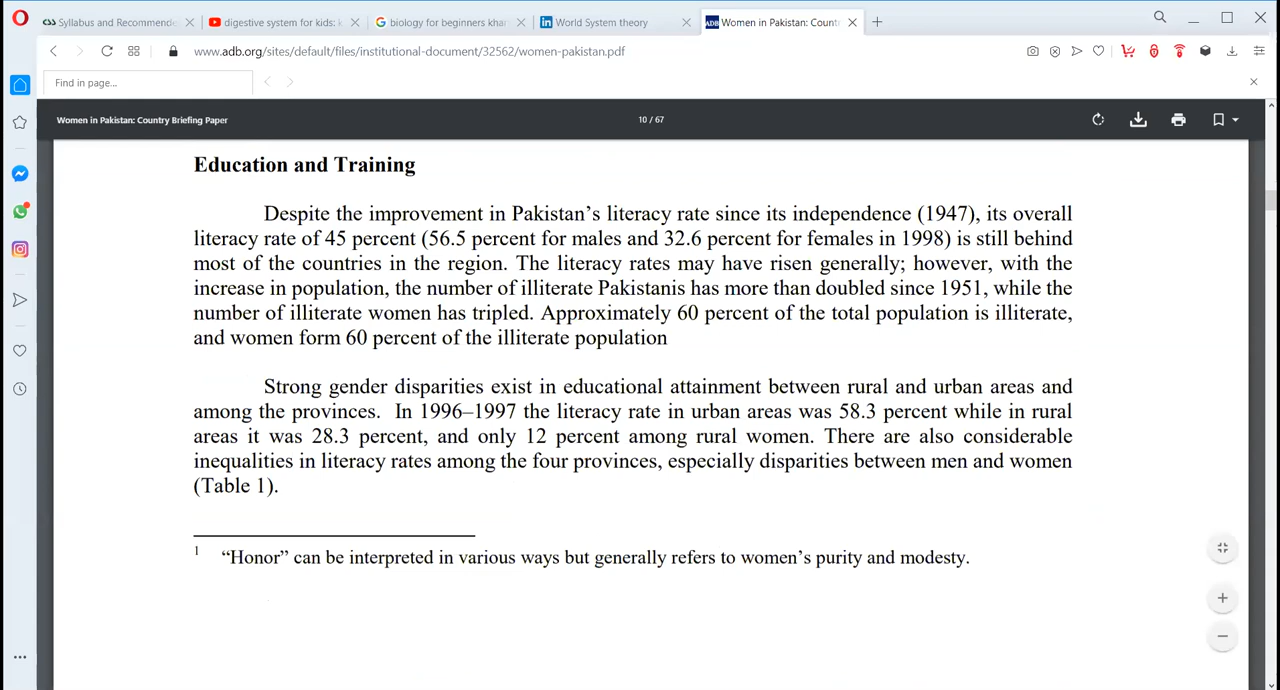 Syllabus and Recommende
digestive system for kids: k
biology for beginners khan
World System theory
ADB
Women in Pakistan: Countr
www.adb.org/sites/default/files/institutional-document/32562/women-pakistan.pdf
Find in page...
Women in Pakistan: Country Briefing Paper
10 / 67
Education and Training
Despite the improvement in Pakistan’s literacy rate since its independence (1947), its overall
literacy rate of 45 percent (56.5 percent for males and 32.6 percent for females in 1998) is still behind
most of the countries in the region. The literacy rates may have risen generally; however, with the
increase in population, the number of illiterate Pakistanis has more than doubled since 1951, while the
number of illiterate women has tripled. Approximately 60 percent of the total population is illiterate,
and women form 60 percent of the illiterate population
Strong gender disparities exist in educational attainment between rural and urban areas and
among the provinces. In 1996–1997 the literacy rate in urban areas was 58.3 percent while in rural
areas it was 28.3 percent, and only 12 percent among rural women. There are also considerable
inequalities in literacy rates among the four provinces, especially disparities between men and women
(Table 1).
1 “Honor” can be interpreted in various ways but generally refers to women’s purity and modesty.